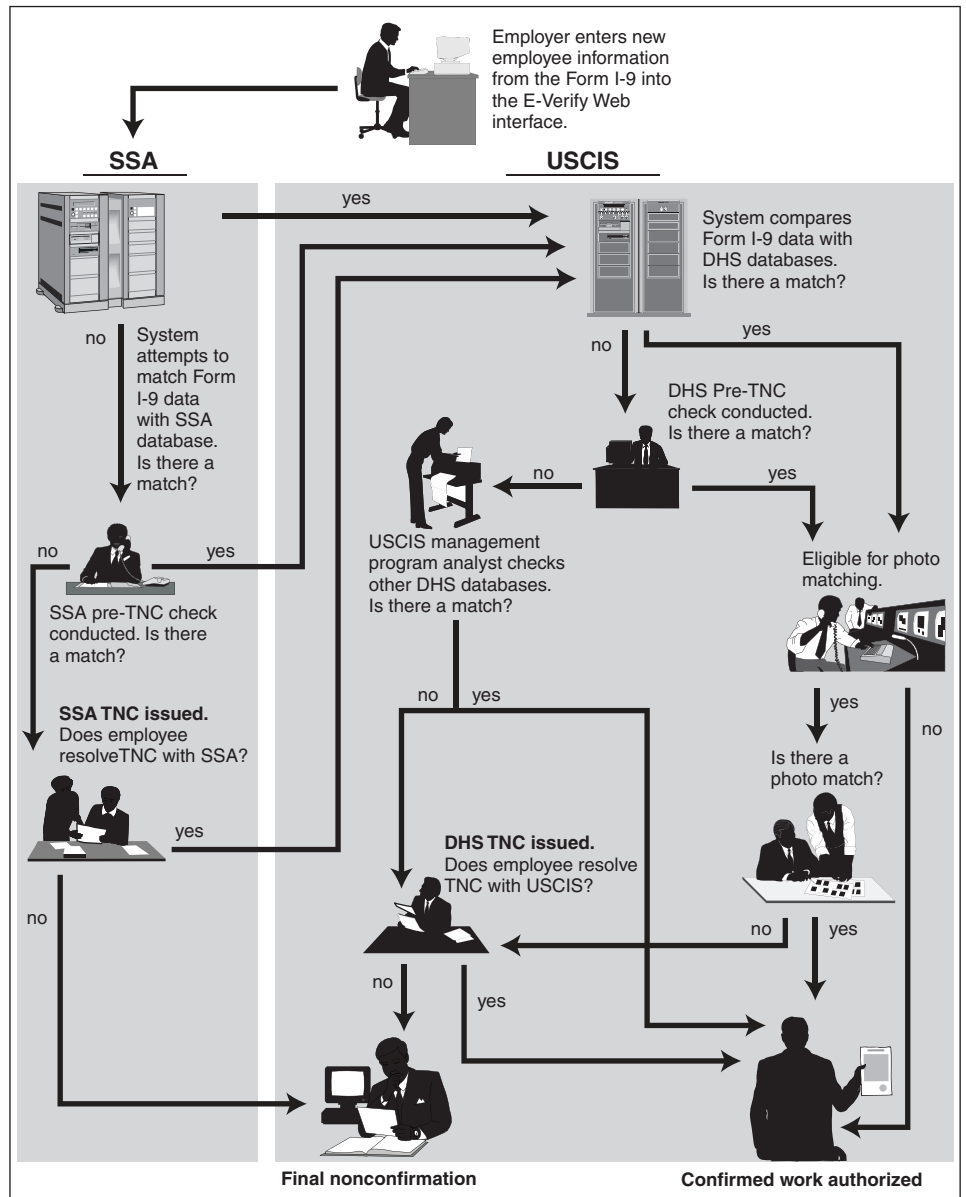 Employer enters new
employee information
from the Form I-9 into
the E-Verify Web
interface.
SSA
USCIS
yes
System compares
Form I-9 data with
DHS databases.
Is there a match?
no
System
attempts to
match Form
I-9 data
with SSA
database.
Is there a
match?
no
yes
DHS Pre-TNC
check conducted.
Is there a match?
no
yes
no
yes
USCIS management
program analyst checks
other DHS databases.
Is there a match?
Eligible for photo
matching.
SSA pre-TNC check
conducted. Is there
a match?
no
yes
yes
no
SSA TNC issued.
Does employee
resolveTNC with SSA?
Is there a
photo match?
yes
DHS TNC issued.
Does employee resolve
TNC with USCIS?
no
no
yes
no
yes
Final nonconfirmation
Confirmed work authorized